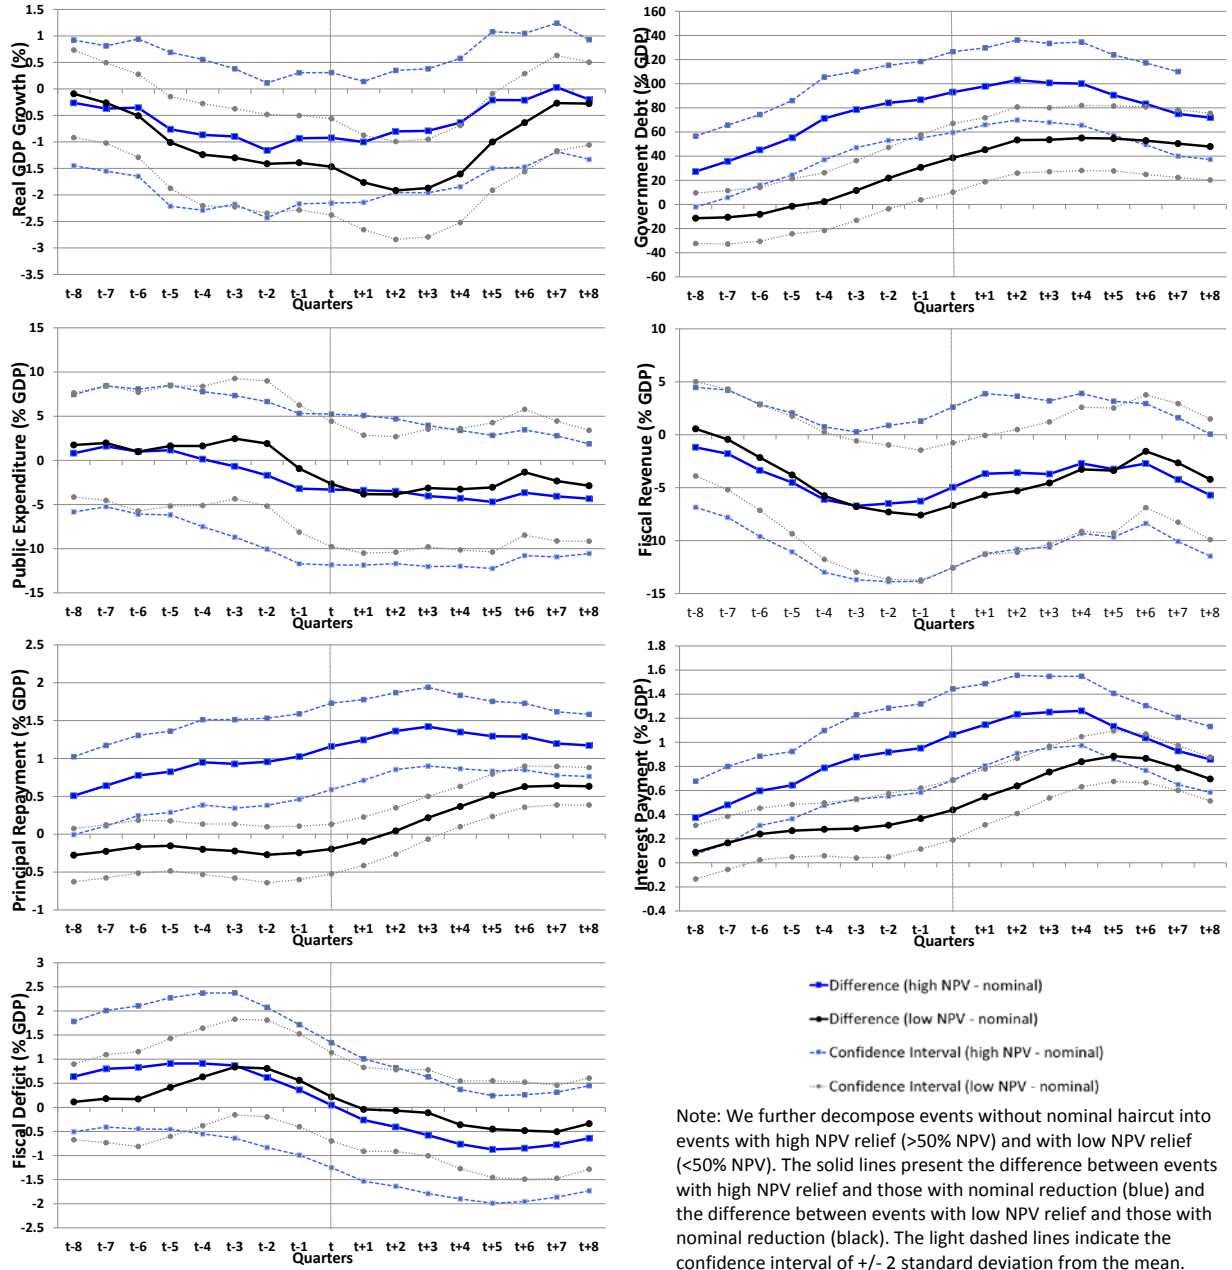 Real GDP Growth (%)
1.5
1
0.5
0
-0.5
-1
-1.5
-2
-2.5
-3
-3.5
t-8 t-7 t-6 t-5 t-4 t-3 t-2 t-1 t t+1 t+2 t+3 t+4 t+5 t+6 t+7 t+8
Quarters
Government Debt (% GDP)
160
140
120
100
80
60
40
20
0
-20
-40
-60
t-8 t-7 t-6 t-5 t-4 t-3 t-2 t-1 t t+1 t+2 t+3 t+4 t+5 t+6 t+7 t+8
Quarters
Public Expenditure (% GDP)
15
10
5
0
-5
-10
-15
t-8 t-7 t-6 t-5 t-4 t-3 t-2 t-1 t t+1 t+2 t+3 t+4 t+5 t+6 t+7 t+8
Quarters
Fiscal Revenue (% GDP)
10
5
0
-5
-10
-15
t-8 t-7 t-6 t-5 t-4 t-3 t-2 t-1 t t+1 t+2 t+3 t+4 t+5 t+6 t+7 t+8
Quarters
Principal Repayment (% GDP)
2.5
2
1.5
1
0.5
0
-0.5
-1
t-8 t-7 t-6 t-5 t-4 t-3 t-2 t-1 t t+1 t+2 t+3 t+4 t+5 t+6 t+7 t+8
Quarters
Interest Payment (% GDP)
1.8
1.6
1.4
1.2
1
0.8
0.6
0.4
0.2
0
-0.2
-0.4
t-8 t-7 t-6 t-5 t-4 t-3 t-2 t-1 t t+1 t+2 t+3 t+4 t+5 t+6 t+7 t+8
Quarters
Fiscal Deficit (% GDP)
3
2.5
2
1.5
1
0.5
0
-0.5
-1
-1.5
-2
-2.5
t-8 t-7 t-6 t-5 t-4 t-3 t-2 t-1 t t+1 t+2 t+3 t+4 t+5 t+6 t+7 t+8
Quarters
Difference (high NPV - nominal)
Difference (low NPV - nominal)
Confidence Interval (high NPV - nominal)
Confidence Interval (low NPV - nominal)
Note: We further decompose events without nominal haircut into
events with high NPV relief (>50% NPV) and with low NPV relief
(<50% NPV). The solid lines present the difference between events
with high NPV relief and those with nominal reduction (blue) and
the difference between events with low NPV relief and those with
nominal reduction (black). The light dashed lines indicate the
confidence interval of +/- 2 standard deviation from the mean.